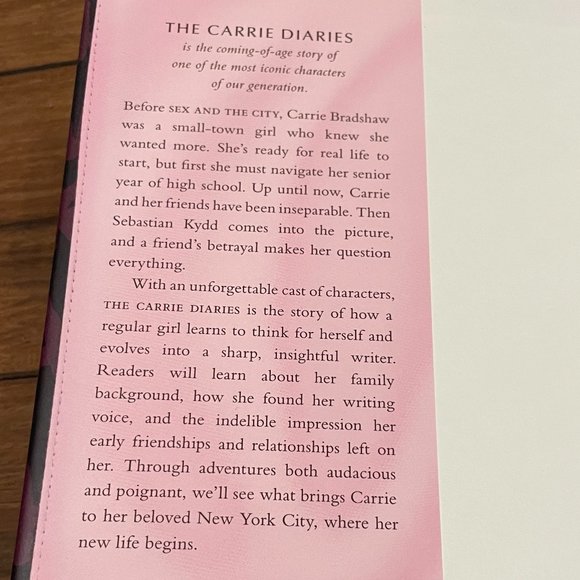 THE CARRIE DIARIES
is the coming-of-age story of
one of the most iconic characters
of our generation.
Before SEX AND THE CITY, Carrie Bradshaw
was a small-town girl who knew she
wanted more. She's ready for real life to
start, but first she must navigate her senior
year of high school. Up until now, Carrie
and her friends have been inseparable. Then
Sebastian Kydd comes into the picture,
and a friend's betrayal makes her question
everything.
With an unforgettable cast of characters,
THE CARRIE DIARIES is the story of how a
regular girl learns to think for herself and
evolves into a sharp, insightful writer.
Readers will learn about her family
background, how she found her writing
voice, and the indelible impression her
early friendships and relationships left on
her. Through adventures both audacious
and poignant, we'll see what brings Carrie
to her beloved New York City, where her
new life begins.